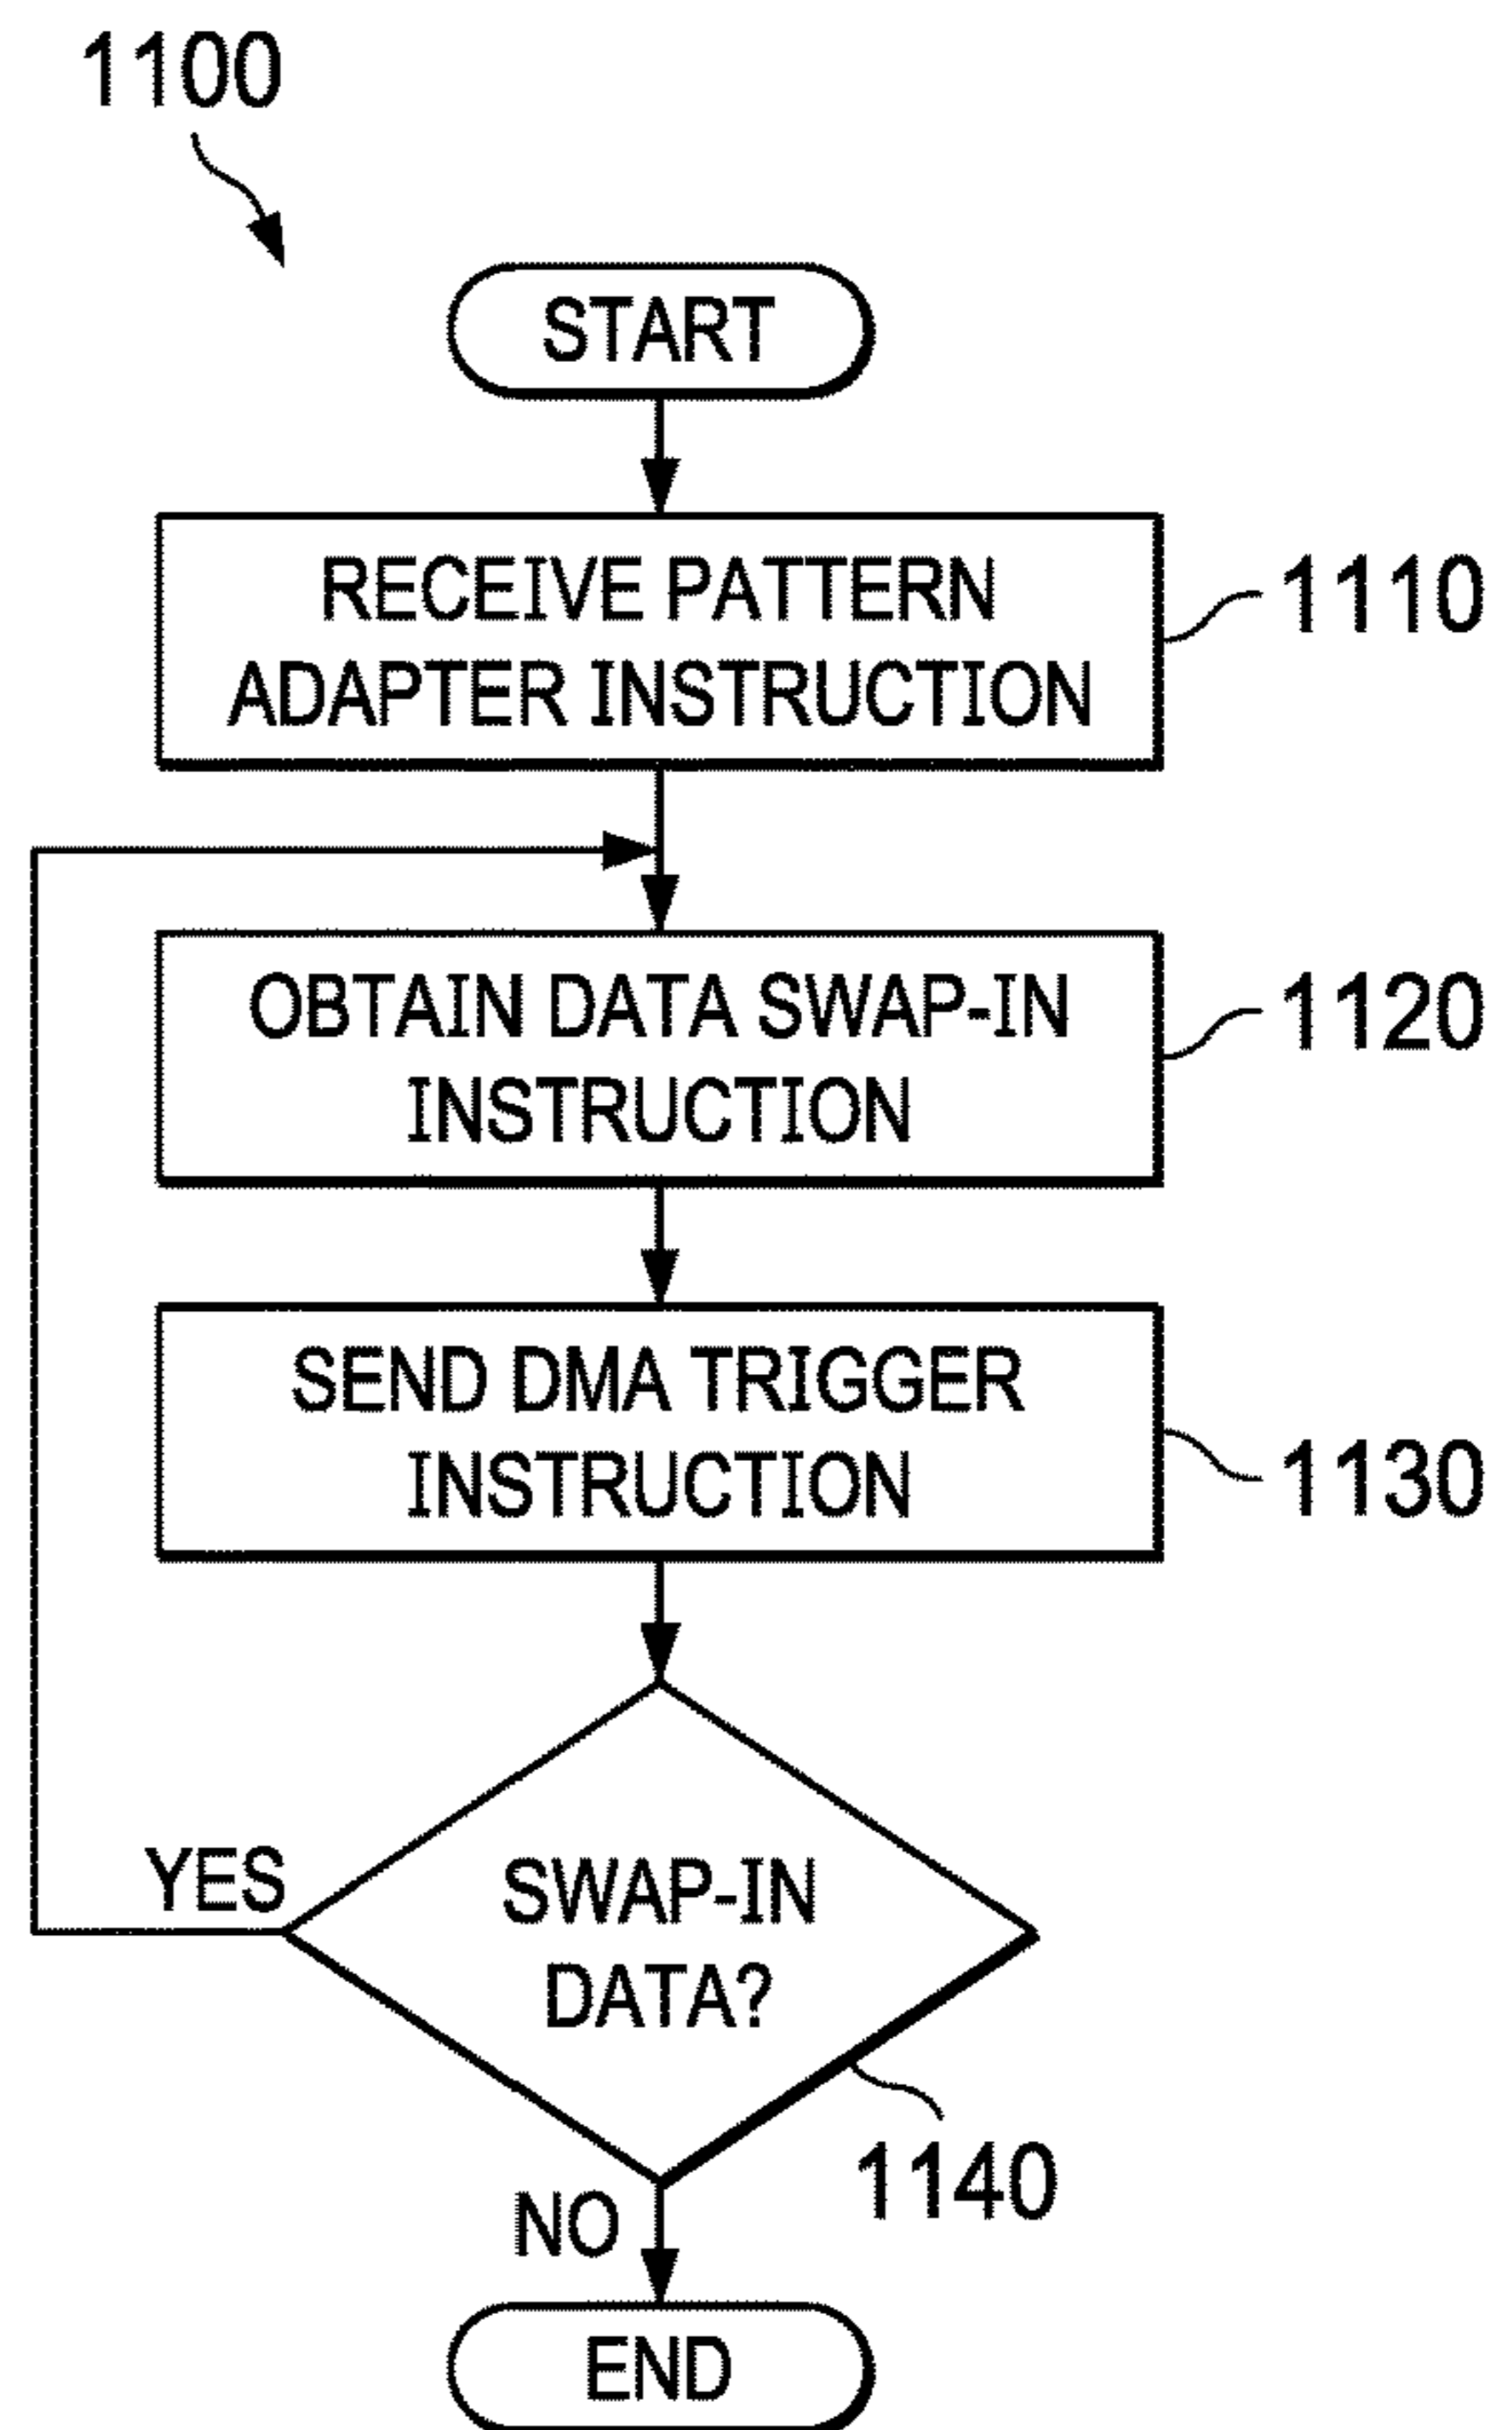 1100
START
RECEIVE PATTERN
ADAPTER INSTRUCTION
1110
OBTAIN DATA SWAP-IN
INSTRUCTION
1120
SEND DMA TRIGGER
INSTRUCTION
1130
YES
SWAP-IN
DATA?
1140
NO
END